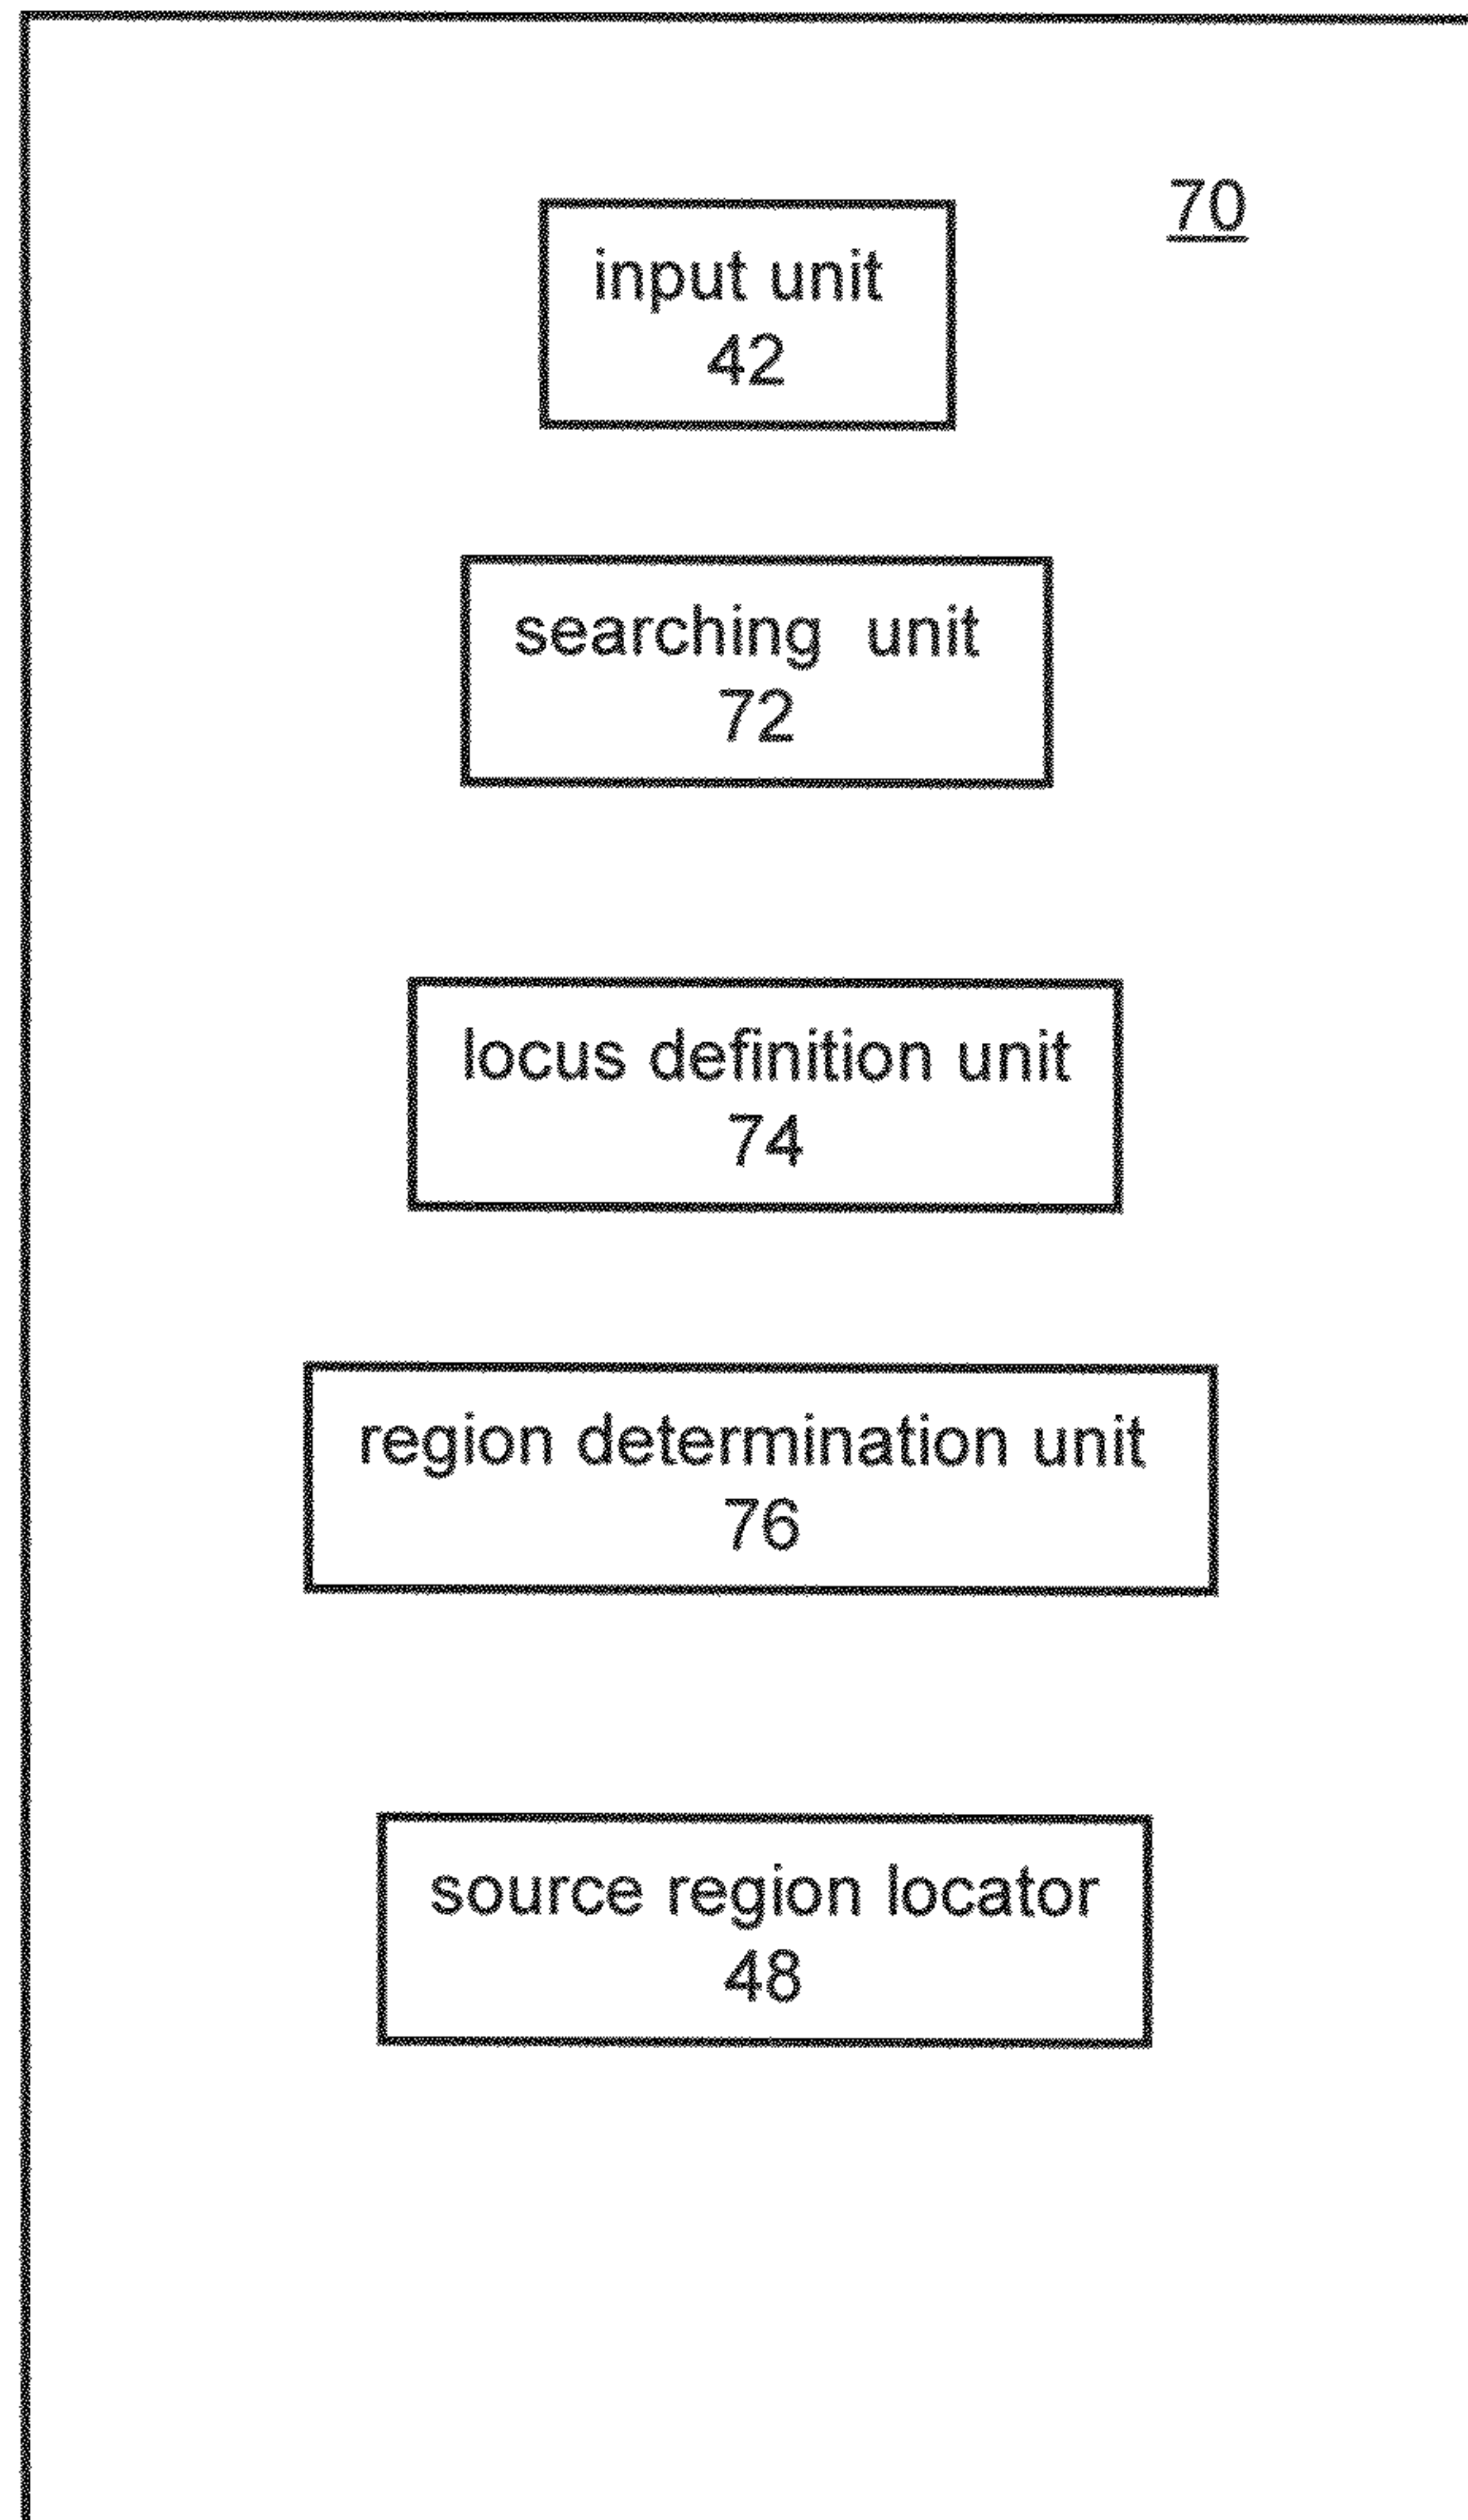 70
input unit
42
searching unit
72
locus definition unit
74
region determination unit
76
source region locator
48